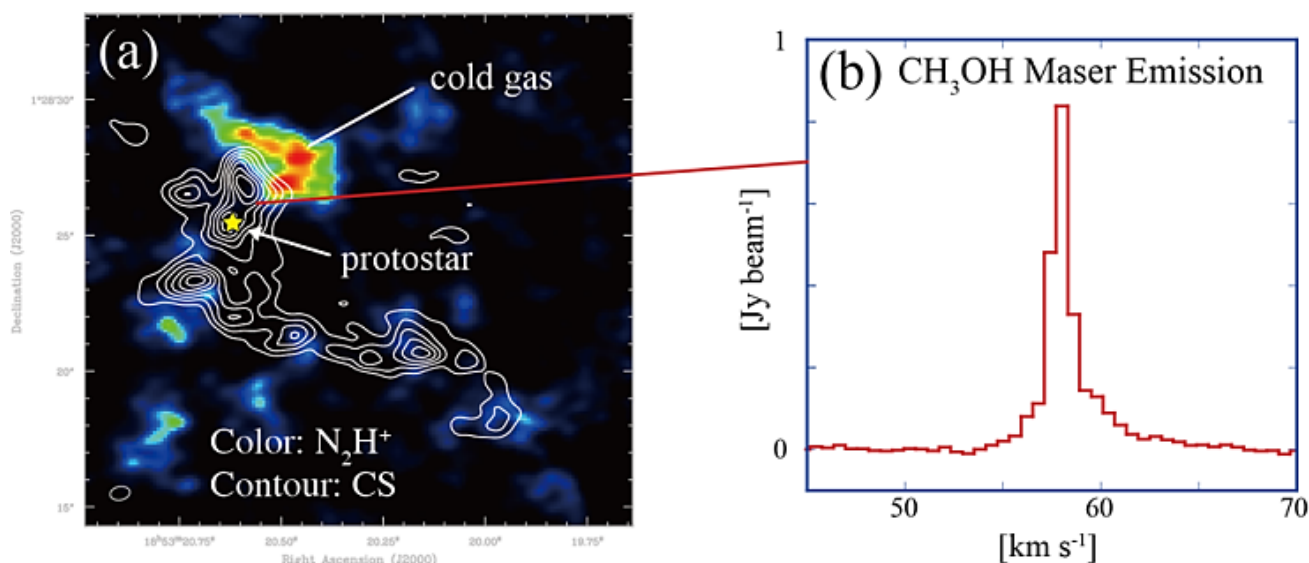 (a)
cold gas
protostar
Color: N₂H⁺
Contour: CS
Declination (J2000)
1°28'30"
25"
20"
15"
18ʰ53ᵐ20.75ˢ 20.50ˢ 20.25ˢ 20.00ˢ 19.75ˢ
Right Ascension (J2000)
(b) CH₃OH Maser Emission
[Jy beam⁻¹]
1
0
50 60 70
[km s⁻¹]